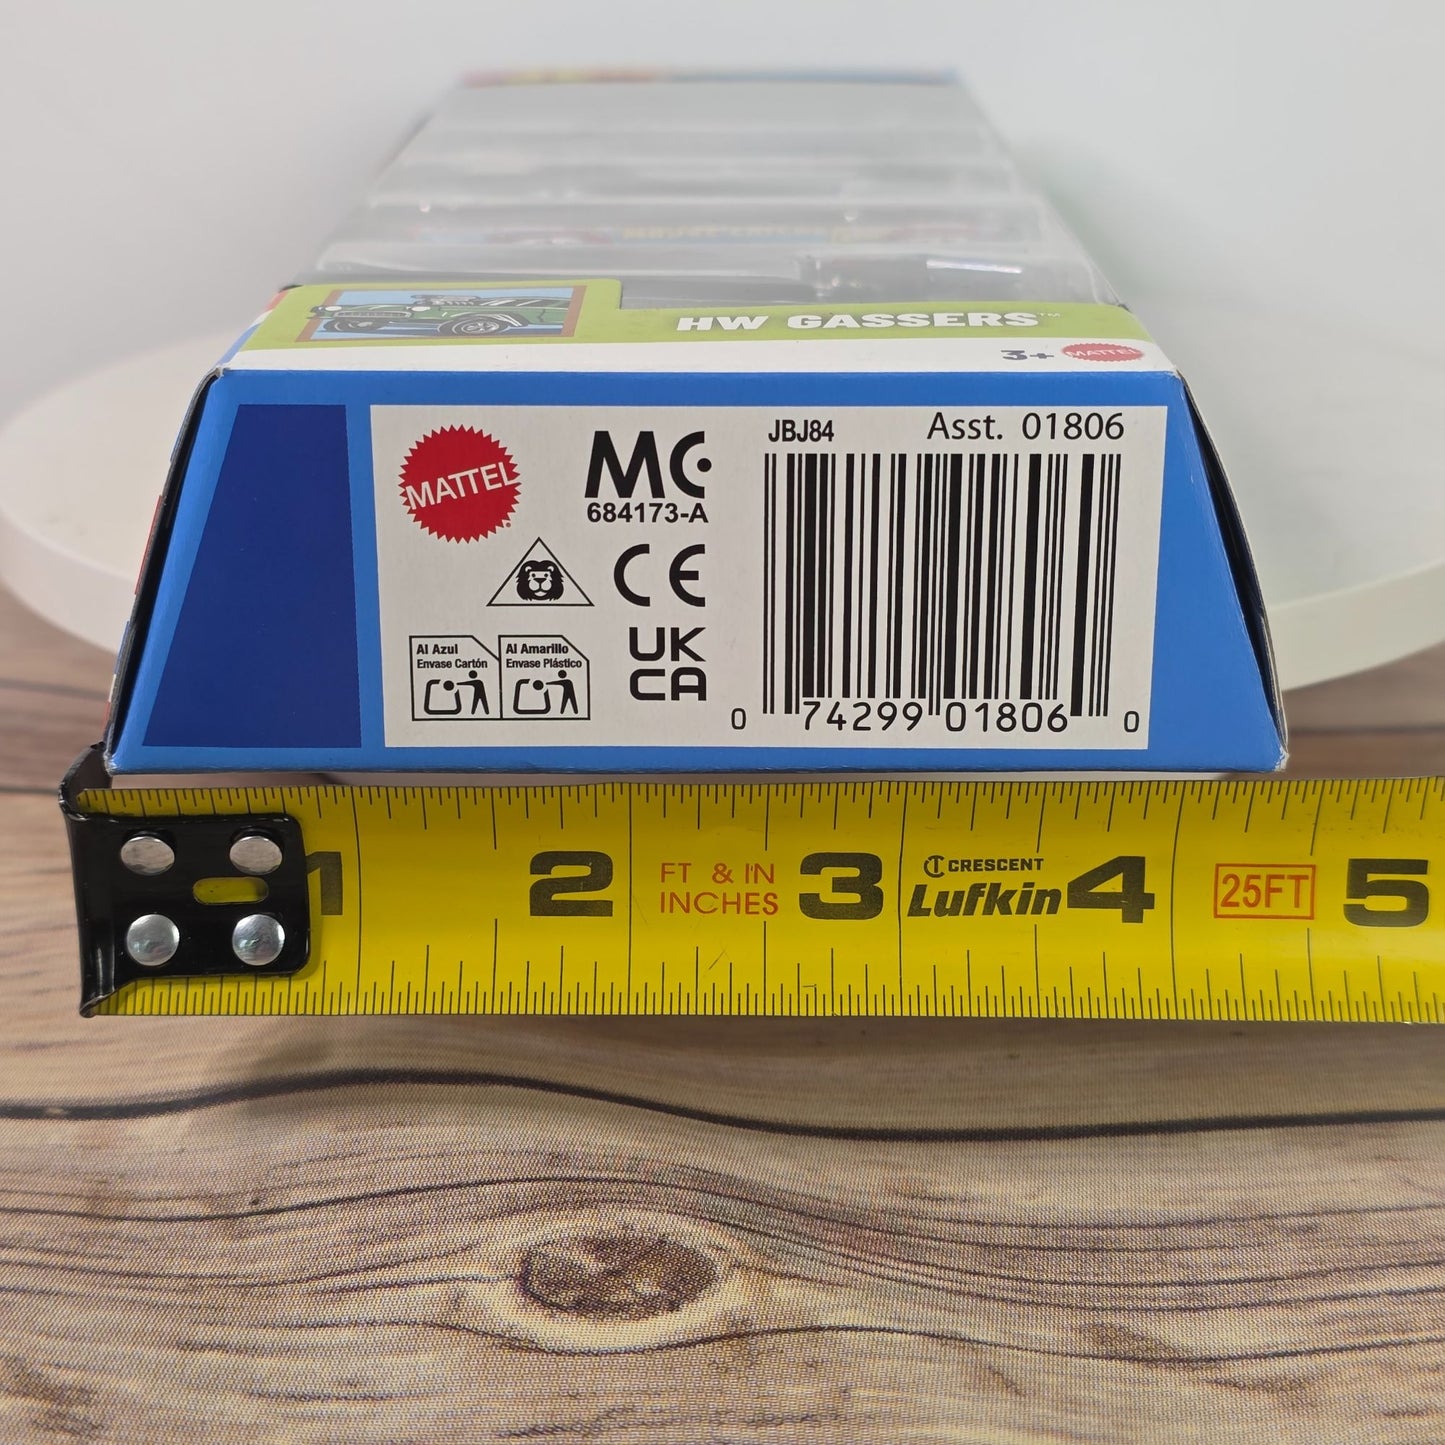 HW GASSERS™
3+ MATTEL
JBJ84 Asst. 01806
MATTEL
MC
684173-A
CE
Al Azul
Envase Cartón
Al Amarillo
Envase Plástico
UK
CA
0 74299 01806 0
1 2 FT & IN 3 CRESCENT 4 25FT 5
INCHES Lufkin